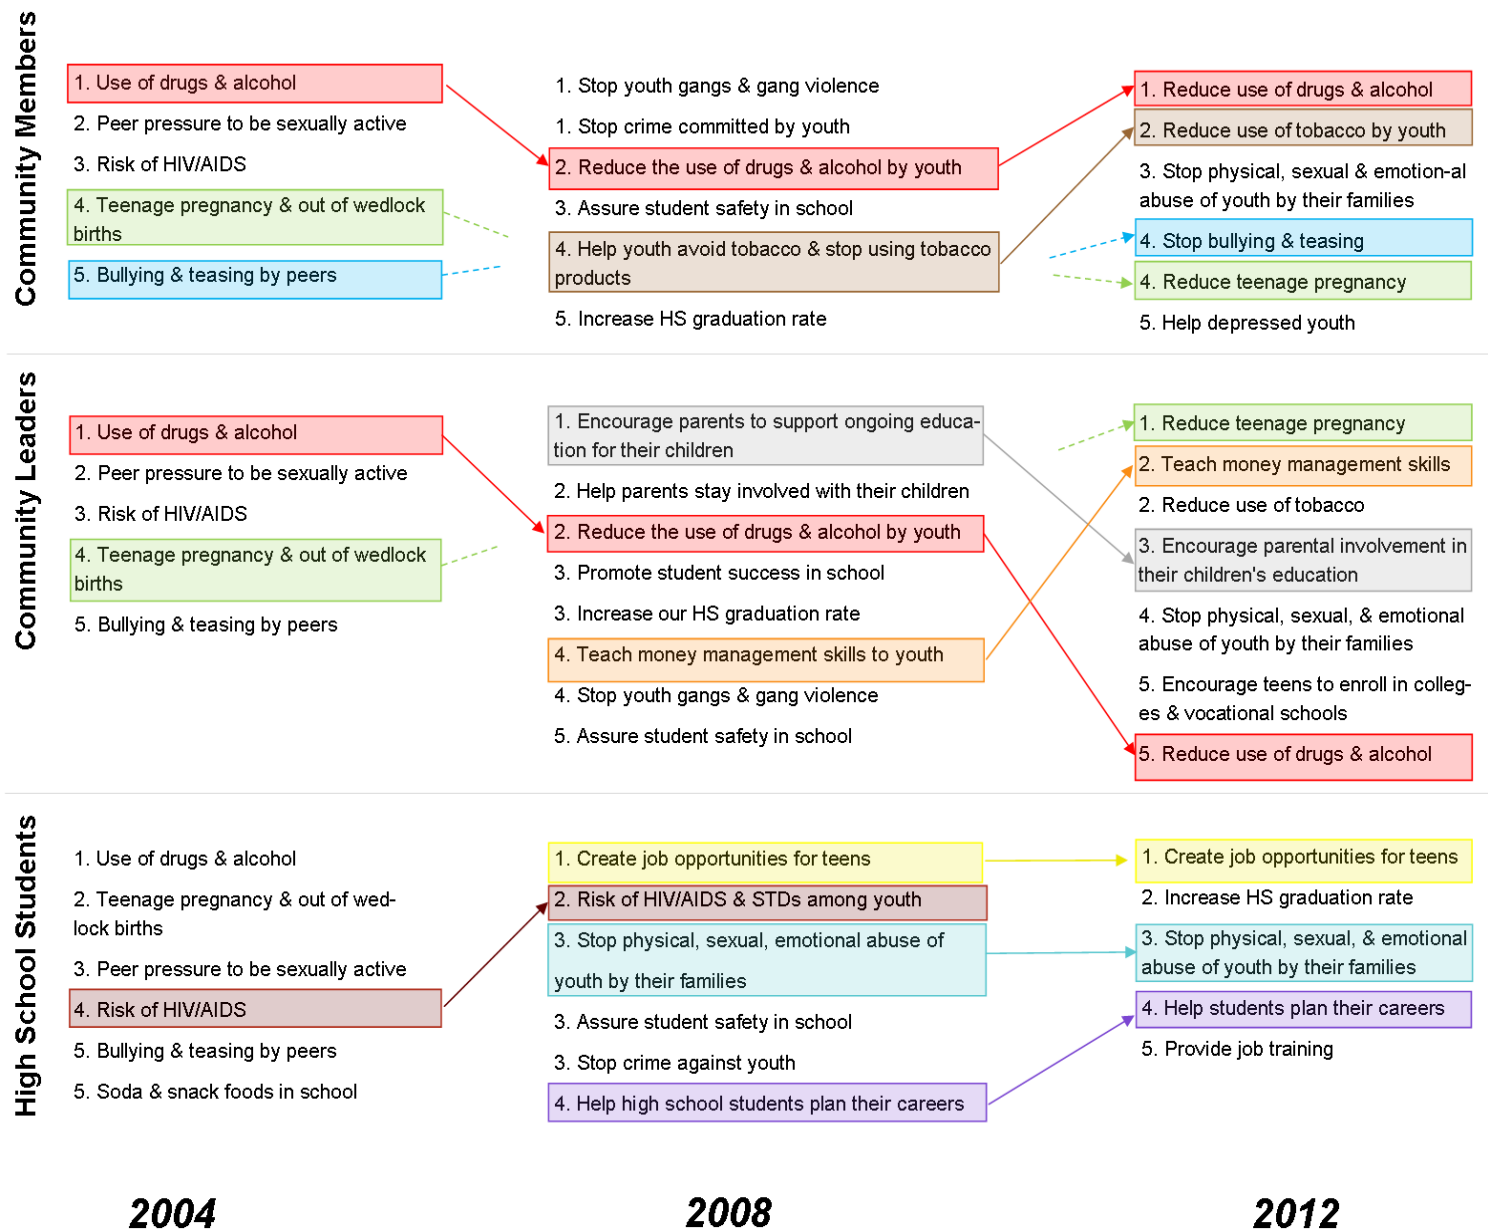 Community Members
1. Use of drugs & alcohol
2. Peer pressure to be sexually active
3. Risk of HIV/AIDS
4. Teenage pregnancy & out of wedlock
births
5. Bullying & teasing by peers
1. Stop youth gangs & gang violence
1. Stop crime committed by youth
2. Reduce the use of drugs & alcohol by youth
3. Assure student safety in school
4. Help youth avoid tobacco & stop using tobacco
products
5. Increase HS graduation rate
1. Reduce use of drugs & alcohol
2. Reduce use of tobacco by youth
3. Stop physical, sexual & emotion-al
abuse of youth by their families
4. Stop bullying & teasing
4. Reduce teenage pregnancy
5. Help depressed youth
Community Leaders
1. Use of drugs & alcohol
2. Peer pressure to be sexually active
3. Risk of HIV/AIDS
4. Teenage pregnancy & out of wedlock
births
5. Bullying & teasing by peers
1. Encourage parents to support ongoing educa-
tion for their children
2. Help parents stay involved with their children
2. Reduce the use of drugs & alcohol by youth
3. Promote student success in school
3. Increase our HS graduation rate
4. Teach money management skills to youth
4. Stop youth gangs & gang violence
5. Assure student safety in school
1. Reduce teenage pregnancy
2. Teach money management skills
2. Reduce use of tobacco
3. Encourage parental involvement in
their children's education
4. Stop physical, sexual, & emotional
abuse of youth by their families
5. Encourage teens to enroll in colleg-
es & vocational schools
5. Reduce use of drugs & alcohol
High School Students
1. Use of drugs & alcohol
2. Teenage pregnancy & out of wed-
lock births
3. Peer pressure to be sexually active
4. Risk of HIV/AIDS
5. Bullying & teasing by peers
5. Soda & snack foods in school
1. Create job opportunities for teens
2. Risk of HIV/AIDS & STDs among youth
3. Stop physical, sexual, emotional abuse of
youth by their families
3. Assure student safety in school
3. Stop crime against youth
4. Help high school students plan their careers
1. Create job opportunities for teens
2. Increase HS graduation rate
3. Stop physical, sexual, & emotional
abuse of youth by their families
4. Help students plan their careers
5. Provide job training
2004
2008
2012